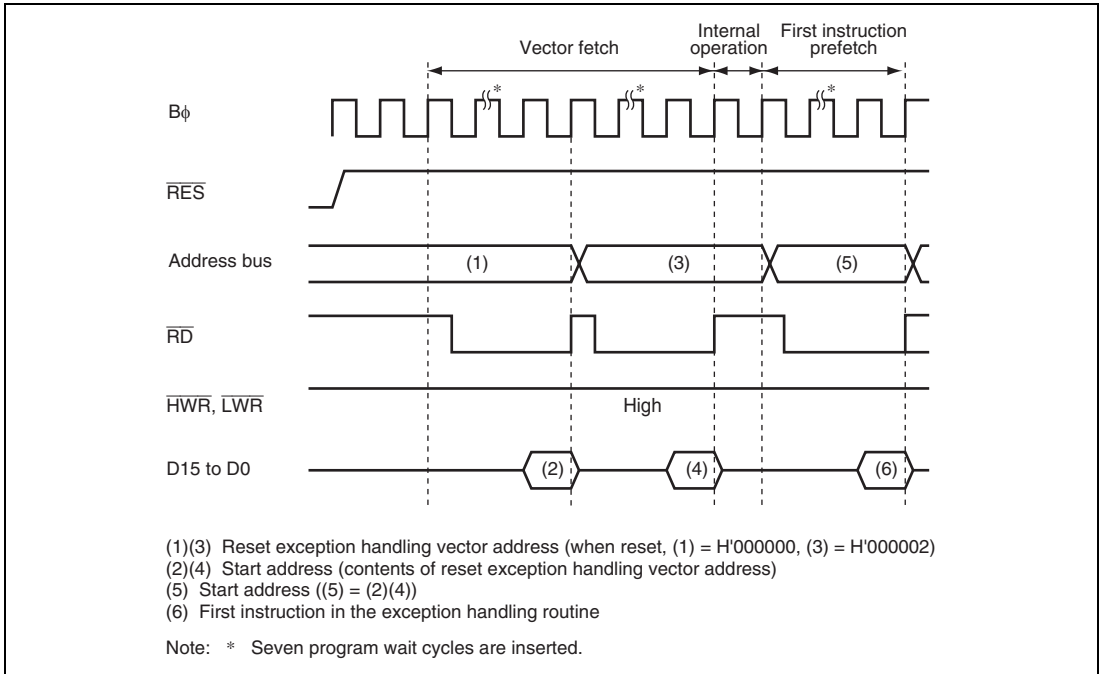 Vector fetch
Internal
operation
First instruction
prefetch
*
*
*
Bϕ
RES
Address bus
(1)
(3)
(5)
RD
HWR, LWR
High
D15 to D0
(2)
(4)
(6)
(1)(3) Reset exception handling vector address (when reset, (1) = H'000000, (3) = H'000002)
(2)(4) Start address (contents of reset exception handling vector address)
(5) Start address ((5) = (2)(4))
(6) First instruction in the exception handling routine
Note: * Seven program wait cycles are inserted.